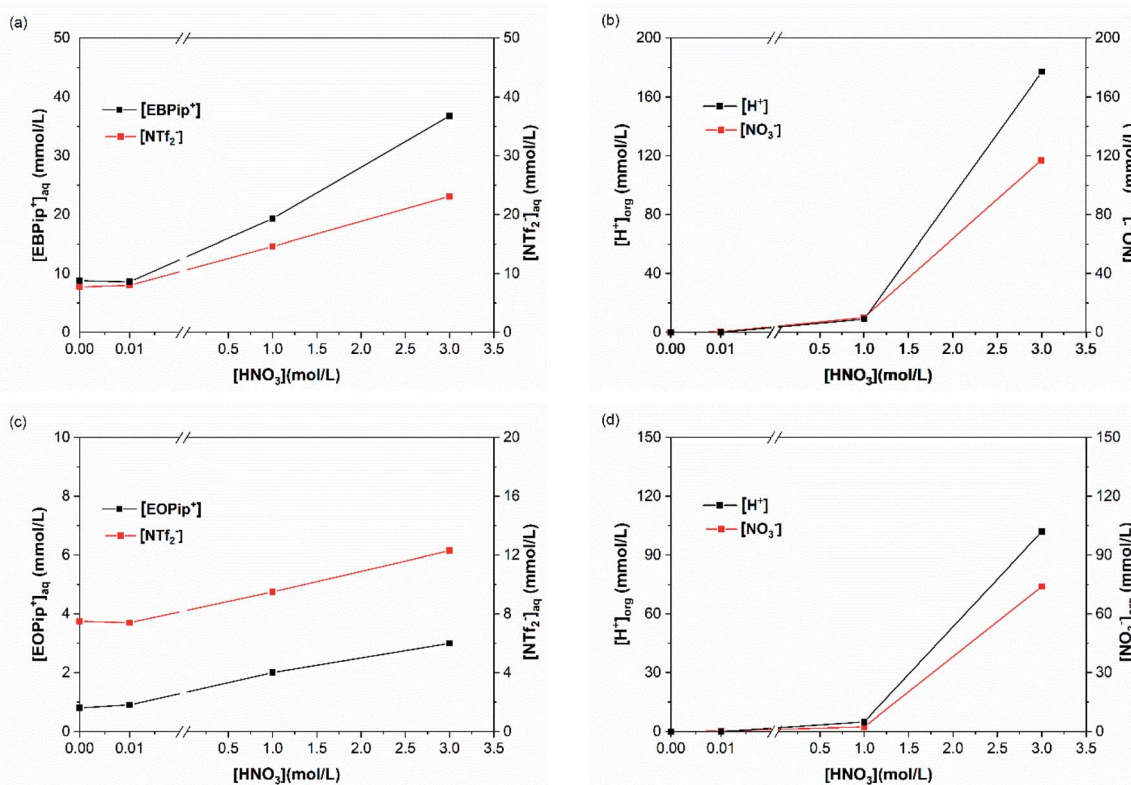 (a)
50
40
30
20
10
0
[EBPip⁺]aq (mmol/L)
[EBPip⁺]
[NTf₂⁻]
50
40
30
20
10
0
[NTf₂⁻]aq (mmol/L)
0.00 0.01 0.5 1.0 1.5 2.0 2.5 3.0 3.5
[HNO₃](mol/L)
(b)
200
160
120
80
40
0
[H⁺]org (mmol/L)
[H⁺]
[NO₃⁻]
200
160
120
80
40
0
[NO₃⁻] (mmol/L)
0.00 0.01 0.5 1.0 1.5 2.0 2.5 3.0 3.5
[HNO₃](mol/L)
(c)
10
8
6
4
2
0
[EOPip⁺]aq (mmol/L)
[EOPip⁺]
[NTf₂⁻]
20
16
12
8
4
0
[NTf₂⁻]aq (mmol/L)
0.00 0.01 0.5 1.0 1.5 2.0 2.5 3.0 3.5
[HNO₃](mol/L)
(d)
150
120
90
60
30
0
[H⁺]org (mmol/L)
[H⁺]
[NO₃⁻]
150
120
90
60
30
0
[NO₃⁻]org (mmol/L)
0.00 0.01 0.5 1.0 1.5 2.0 2.5 3.0 3.5
[HNO₃](mol/L)